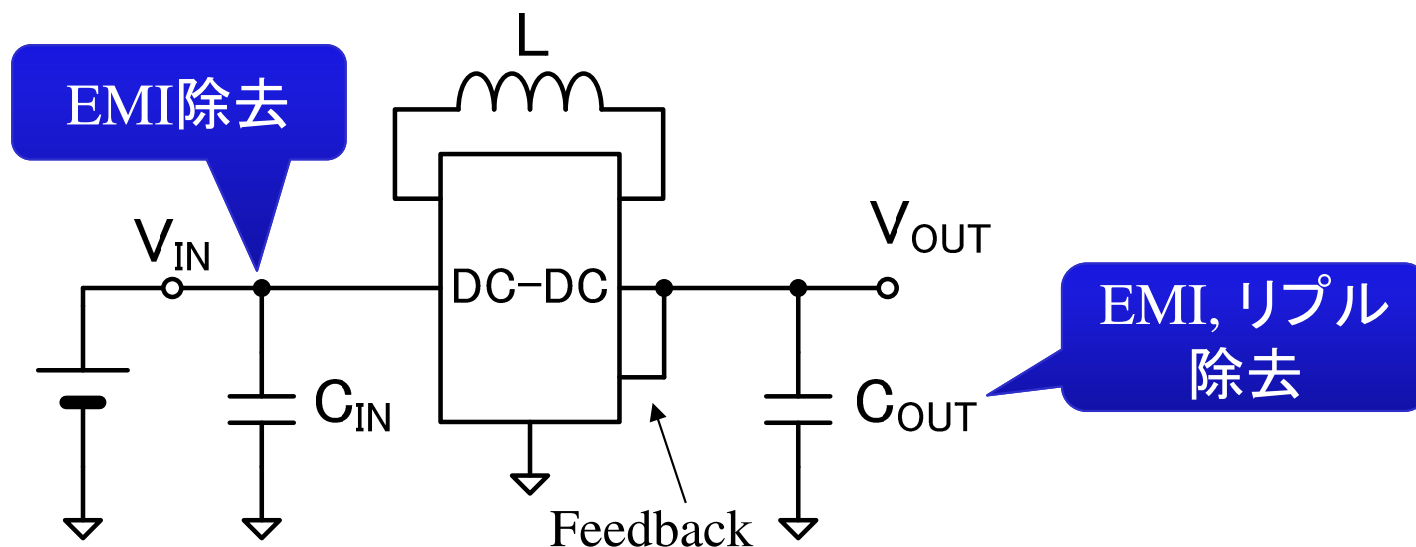 L
EMI除去
VIN
VOUT
DC-DC
EMI, リプル
除去
CIN
COUT
Feedback